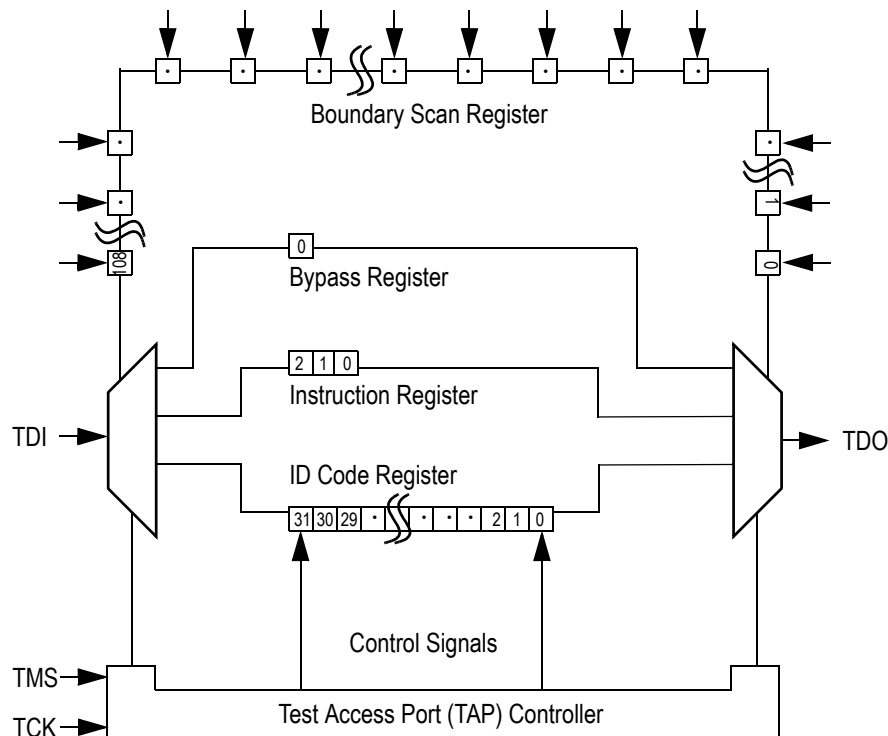 Boundary Scan Register
1
108
0
0
Bypass Register
2 1 0
Instruction Register
TDI
TDO
ID Code Register
31 30 29 · · · · 2 1 0
Control Signals
TMS
Test Access Port (TAP) Controller
TCK